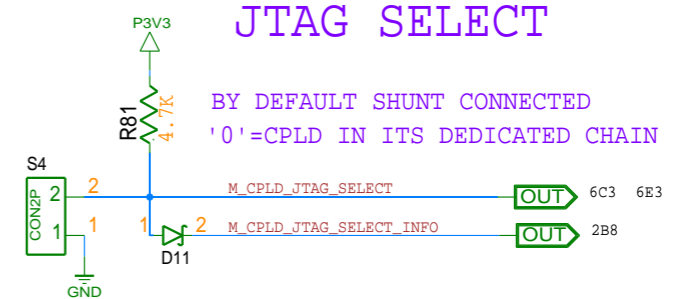 JTAG SELECT
P3V3
R81
4.7K
BY DEFAULT SHUNT CONNECTED
'0'=CPLD IN ITS DEDICATED CHAIN
S4
CON2P
2
2
M_CPLD_JTAG_SELECT
OUT
6C3 6E3
1
1
1
2
M_CPLD_JTAG_SELECT_INFO
OUT
2B8
D11
GND